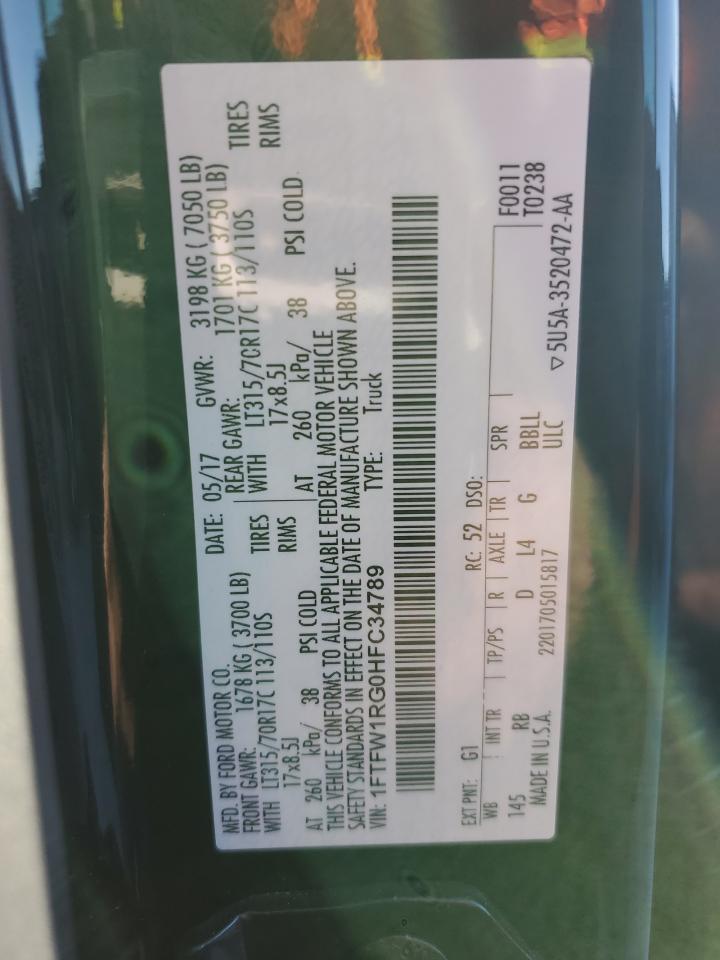 MFD. BY FORD MOTOR CO. DATE: 05/17 GVWR: 3198 KG ( 7050 LB)
FRONT GAWR: 1678 KG ( 3700 LB) REAR GAWR: 1701 KG ( 3750 LB)
WITH LT315/70R17C 113/110S TIRES WITH LT315/70R17C 113/110S TIRES
17x8.5J RIMS 17x8.5J RIMS
AT 260 kPa/ 38 PSI COLD AT 260 kPa/ 38 PSI COLD
THIS VEHICLE CONFORMS TO ALL APPLICABLE FEDERAL MOTOR VEHICLE
SAFETY STANDARDS IN EFFECT ON THE DATE OF MANUFACTURE SHOWN ABOVE.
VIN: 1FTFW1RG0HFC34789 TYPE: Truck
EXT PNT: G1 RC: 52 DSO: F0011
WB INT TR TP/PS R AXLE TR SPR T0238
145 RB D L4 G BBLL
MADE IN U.S.A. 2201705015817 ULC ▽ 5U5A-3520472-AA